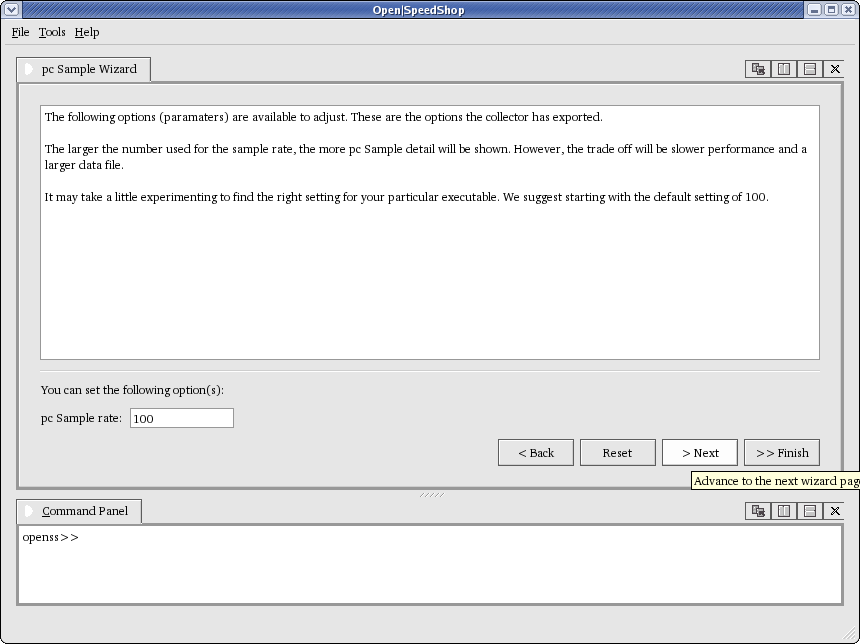 Open|SpeedShop
File Tools Help
pc Sample Wizard
The following options (paramaters) are available to adjust. These are the options the collector has exported.
The larger the number used for the sample rate, the more pc Sample detail will be shown. However, the trade off will be slower performance and a
larger data file.
It may take a little experimenting to find the right setting for your particular executable. We suggest starting with the default setting of 100.
You can set the following option(s):
pc Sample rate: 100
< Back Reset > Next >> Finish
Advance to the next wizard page
Command Panel
openss>>